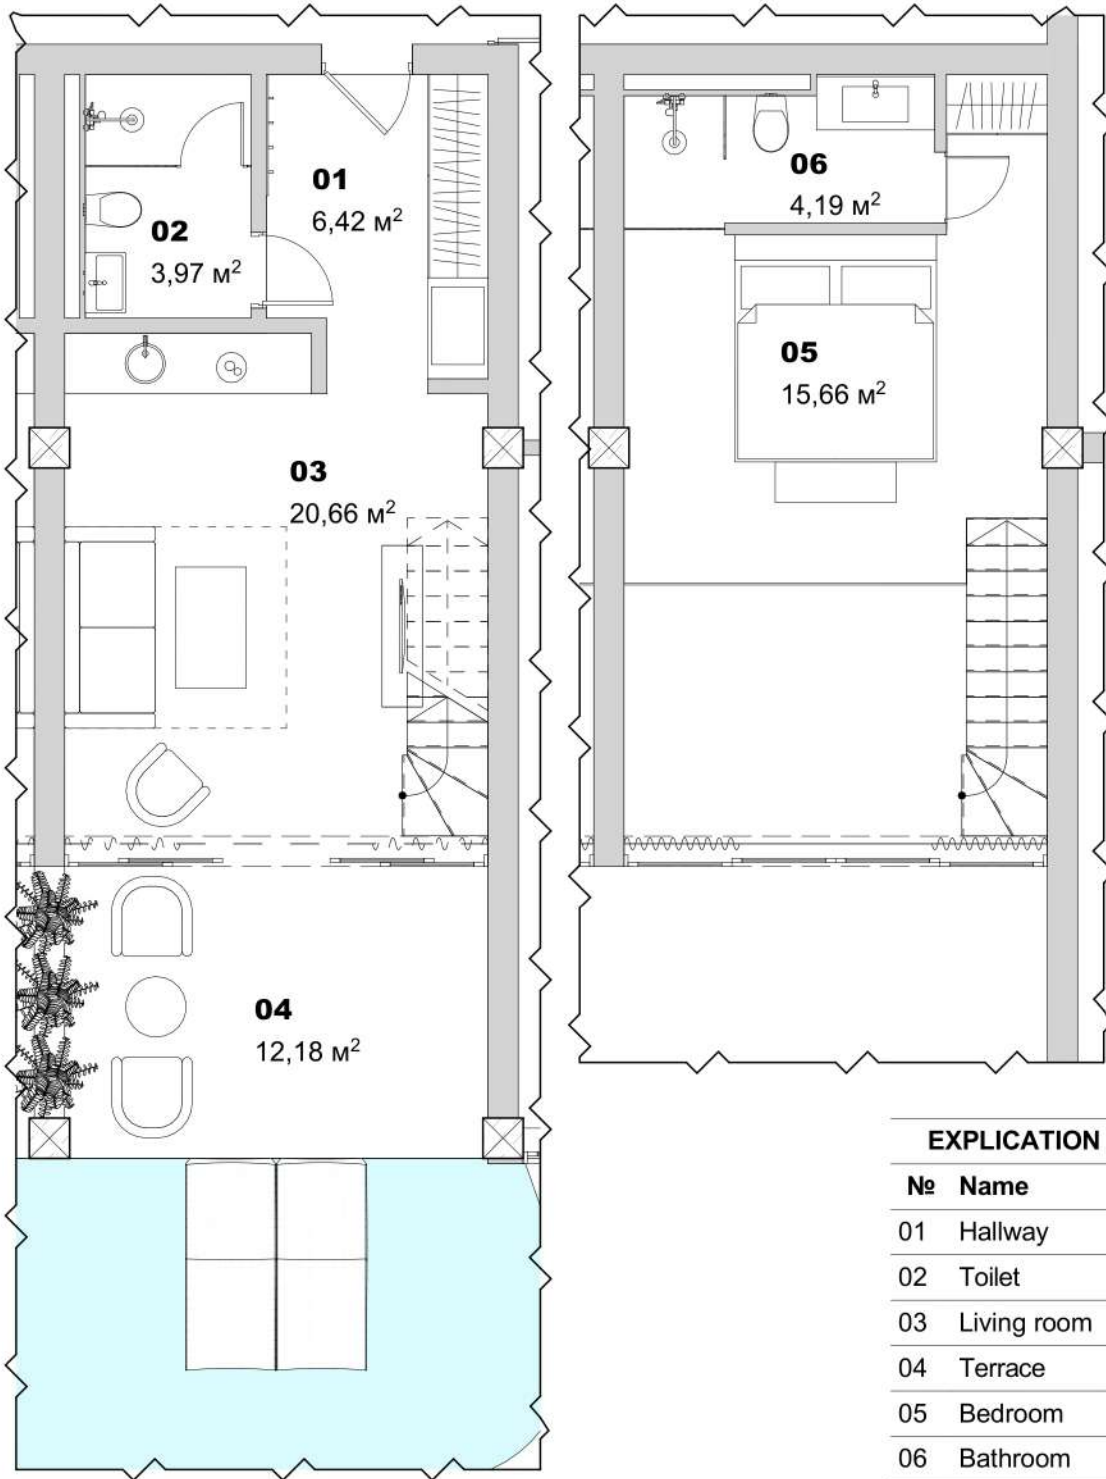 01
6,42 м²
02
3,97 м²
03
20,66 м²
04
12,18 м²
06
4,19 м²
05
15,66 м²
EXPLICATION
№ Name
01 Hallway
02 Toilet
03 Living room
04 Terrace
05 Bedroom
06 Bathroom